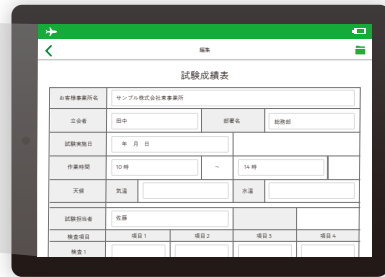 編集
試験成績表
お客様事業所名 サンプル株式会社東事業所
立会者 田中 部署名 総務部
試験実施日 年 月 日
作業時間 10時 ~ 14時
天候 気温 水温
試験担当者 佐藤
検査項目 項目1 項目2 項目3 項目4
検査1